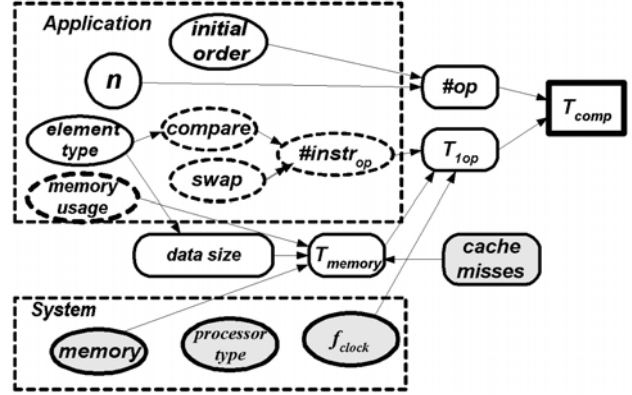 Application
initial
order
n
#op
T_comp
element
type
compare
#instr_op
T_1op
swap
memory
usage
data size
T_memory
cache
misses
System
memory
processor
type
f_clock